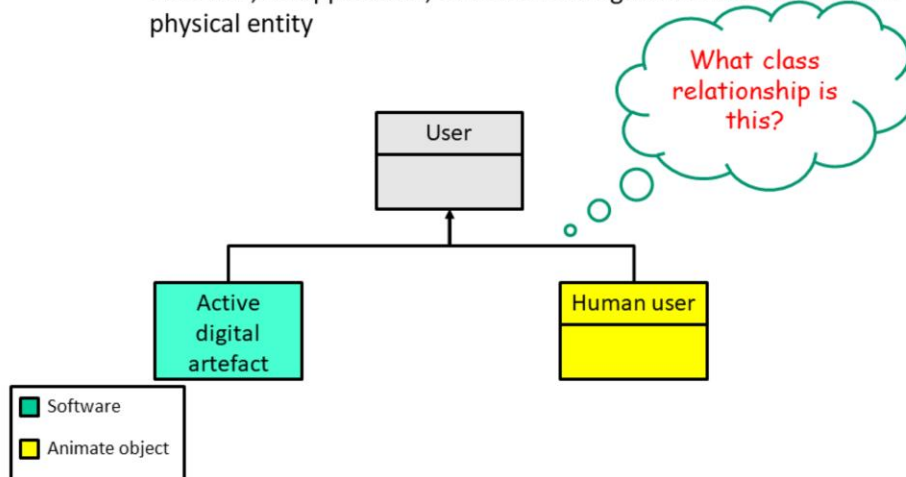 physical entity
What class
relationship is
this?
User
Active
digital
artefact
Human user
Software
Animate object